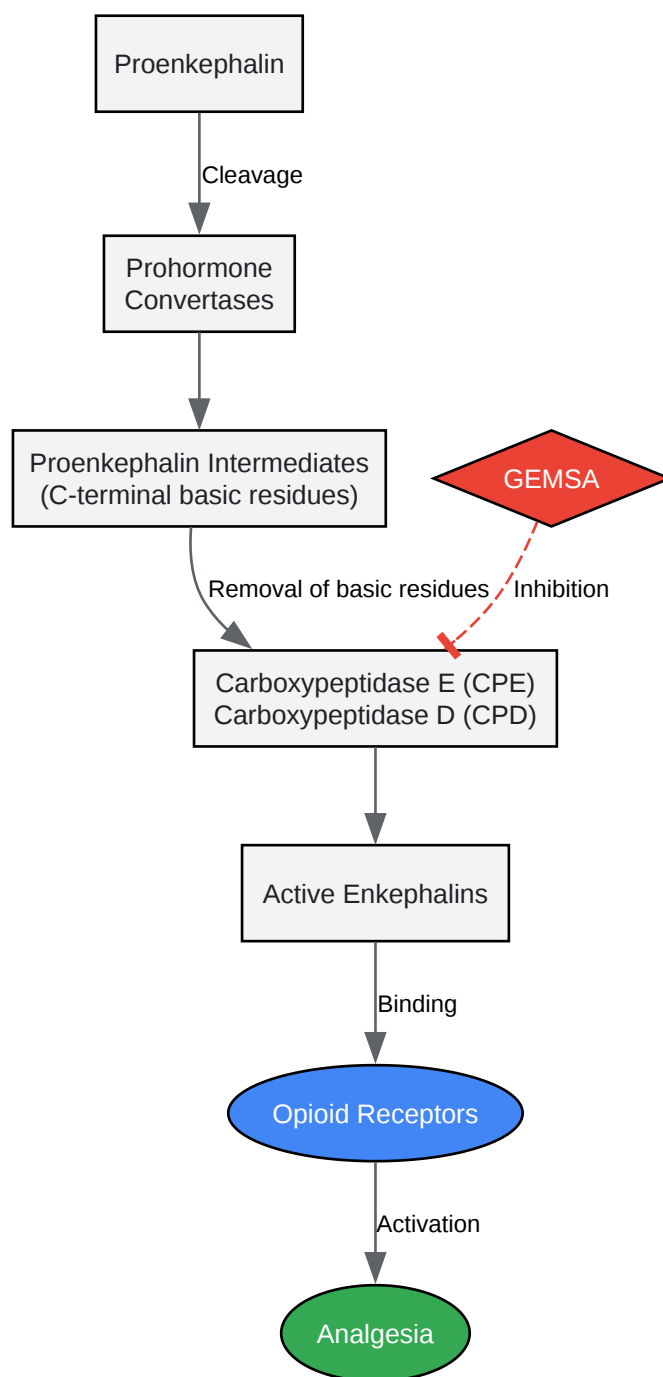 Proenkephalin
Cleavage
Prohormone
Convertases
Proenkephalin Intermediates
(C-terminal basic residues)
GEMSA
Removal of basic residues
Inhibition
Carboxypeptidase E (CPE)
Carboxypeptidase D (CPD)
Active Enkephalins
Binding
Opioid Receptors
Activation
Analgesia